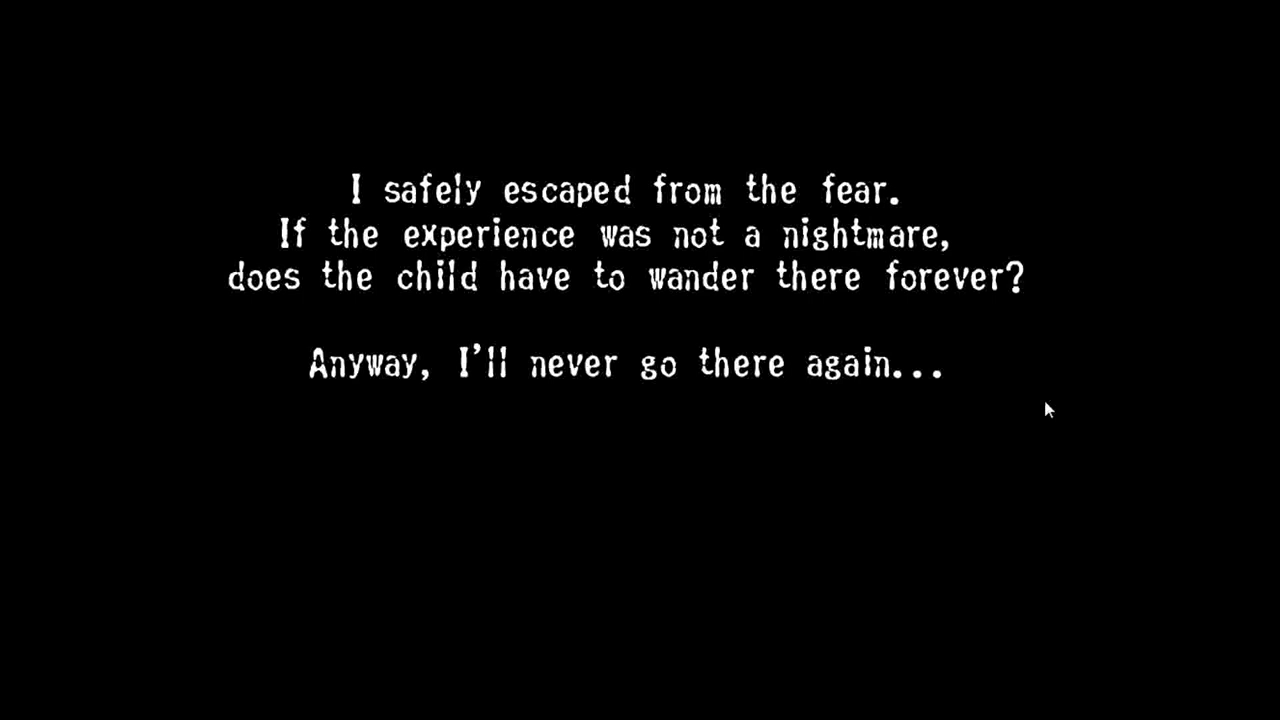 I safely escaped from the fear.
If the experience was not a nightmare,
does the child have to wander there forever?
Anyway, I'll never go there again...